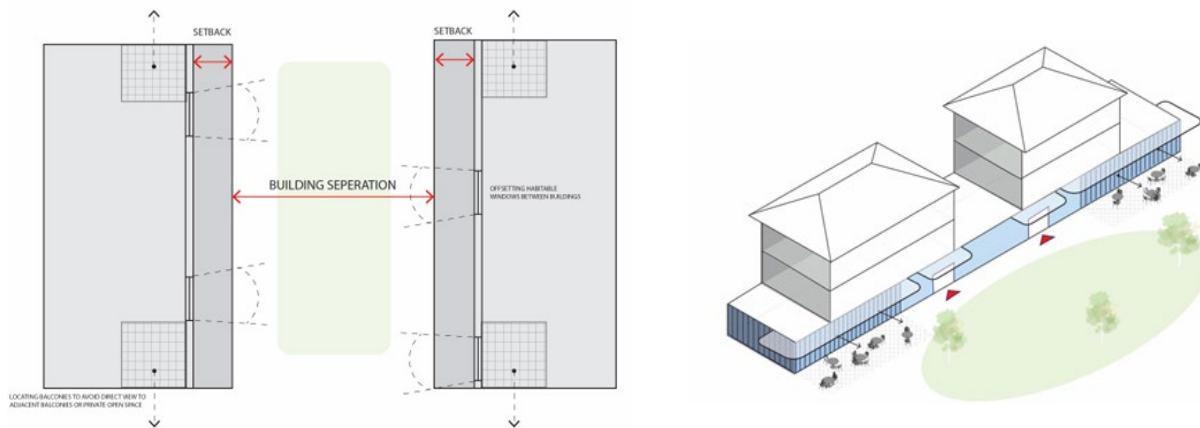 SETBACK
SETBACK
BUILDING SEPERATION
OFFSETTING HABITABLE
WINDOWS BETWEEN BUILDINGS
LOCATING BALCONIES TO AVOID DIRECT VIEW TO
ADJACENT BALCONIES OR PRIVATE OPEN SPACE